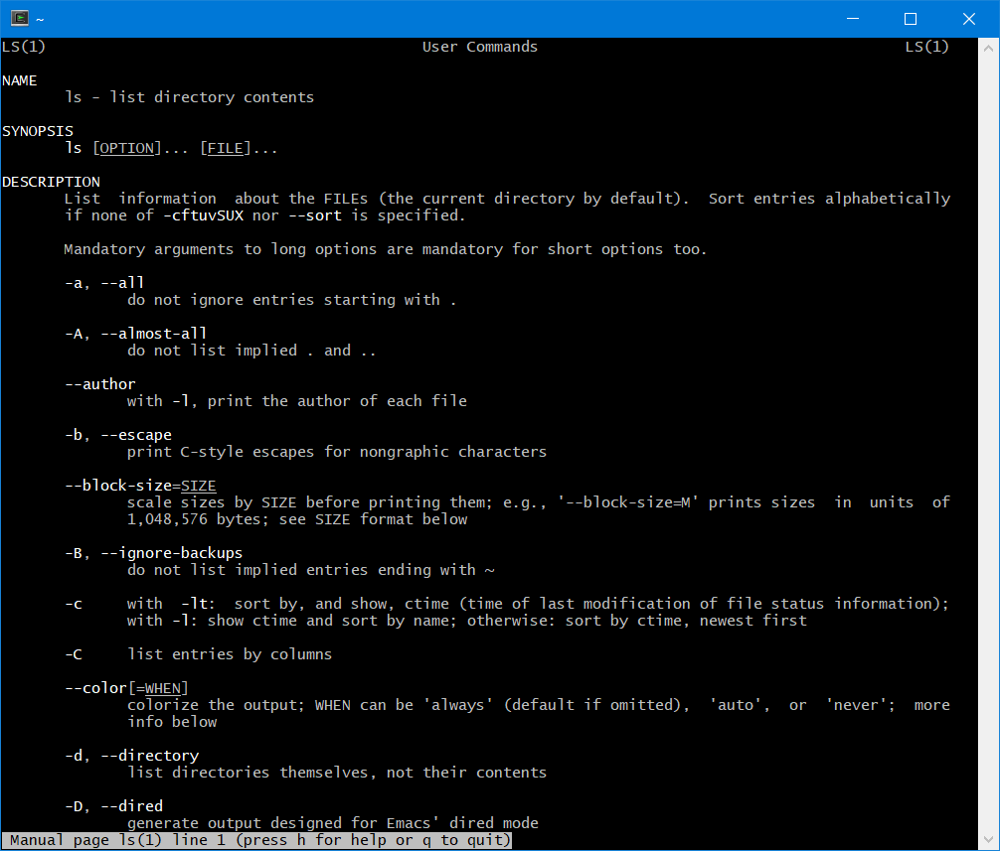 ~
LS(1) User Commands LS(1)
NAME
ls - list directory contents
SYNOPSIS
ls [OPTION]... [FILE]...
DESCRIPTION
List  information  about the FILEs (the current directory by default).  Sort entries alphabetically
if none of -cftuvSUX nor --sort is specified.
Mandatory arguments to long options are mandatory for short options too.
-a, --all
do not ignore entries starting with .
-A, --almost-all
do not list implied . and ..
--author
with -l, print the author of each file
-b, --escape
print C-style escapes for nongraphic characters
--block-size=SIZE
scale sizes by SIZE before printing them; e.g., '--block-size=M' prints sizes  in  units  of
1,048,576 bytes; see SIZE format below
-B, --ignore-backups
do not list implied entries ending with ~
-c     with  -lt:  sort by, and show, ctime (time of last modification of file status information);
with -l: show ctime and sort by name; otherwise: sort by ctime, newest first
-C     list entries by columns
--color[=WHEN]
colorize the output; WHEN can be 'always' (default if omitted),  'auto',  or  'never';  more
info below
-d, --directory
list directories themselves, not their contents
-D, --dired
generate output designed for Emacs' dired mode
Manual page ls(1) line 1 (press h for help or q to quit)